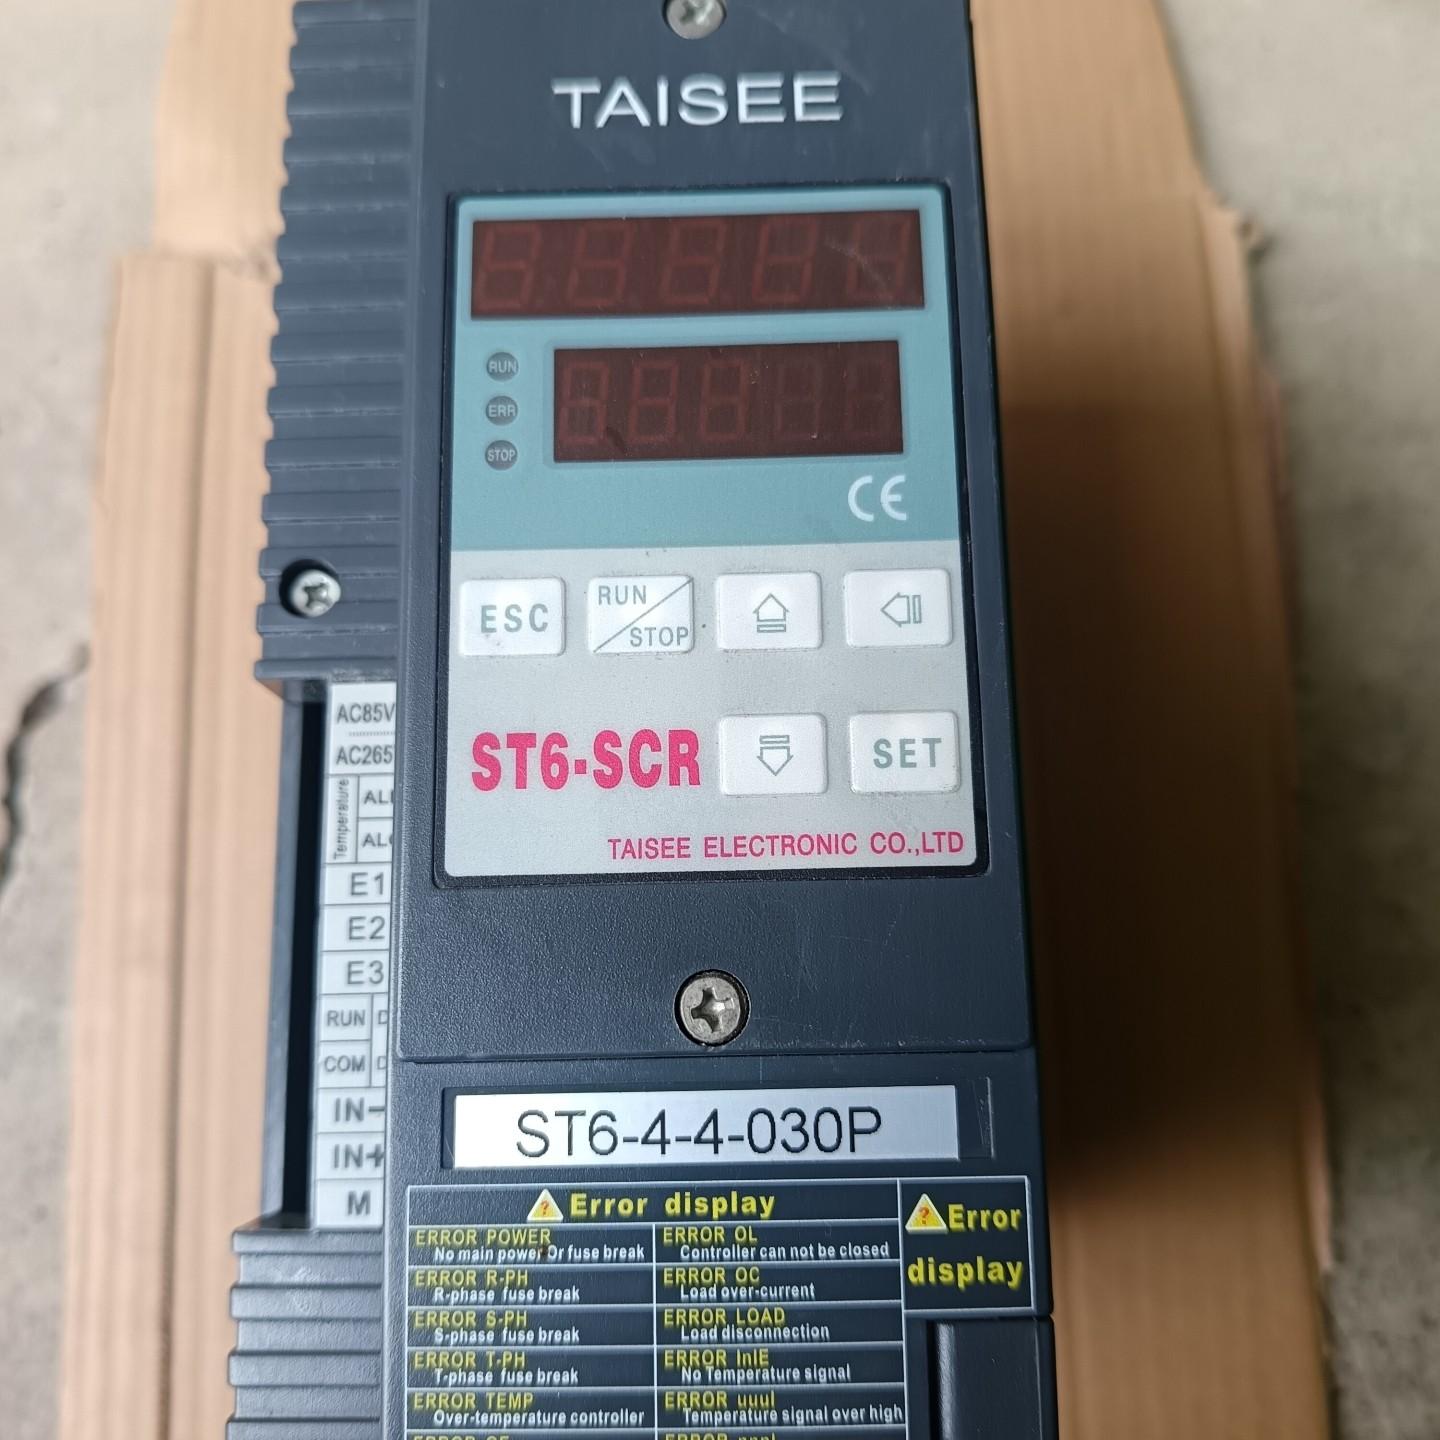 TAISEE
RUN
ERR
STOP
CE
ESC
RUN
STOP
ST6-SCR
SET
TAISEE ELECTRONIC CO.,LTD
AC85V
AC265
Temperature
E1
E2
E3
RUN
COM
IN-
IN+
M
ST6-4-4-030P
Error display
Error
display
ERROR POWER
No main power Or fuse break
ERROR OL
Controller can not be closed
ERROR R-PH
R-phase fuse break
ERROR OC
Load over-current
ERROR S-PH
S-phase fuse break
ERROR LOAD
Load disconnection
ERROR T-PH
T-phase fuse break
ERROR InIE
No Temperature signal
ERROR TEMP
Over-temperature controller
ERROR uuul
Temperature signal over high